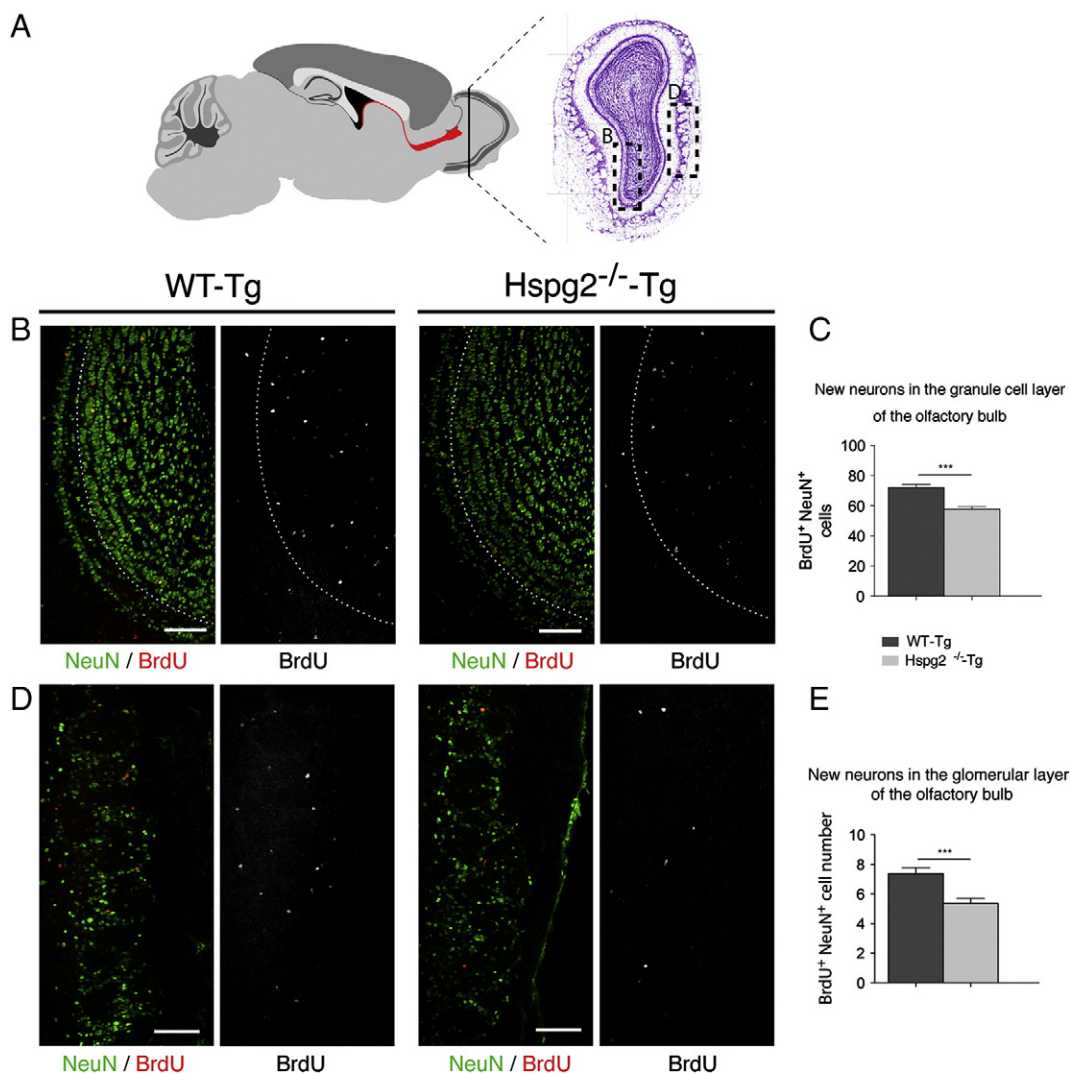 A
D
B
WT-Tg
Hspg2-/--Tg
B
NeuN / BrdU
BrdU
NeuN / BrdU
BrdU
C
New neurons in the granule cell layer
of the olfactory bulb
BrdU+ NeuN+
cells
100
80
60
40
20
0
***
WT-Tg
Hspg2 -/--Tg
D
NeuN / BrdU
BrdU
NeuN / BrdU
BrdU
E
New neurons in the glomerular layer
of the olfactory bulb
BrdU+ NeuN+ cell number
10
8
6
4
2
0
***